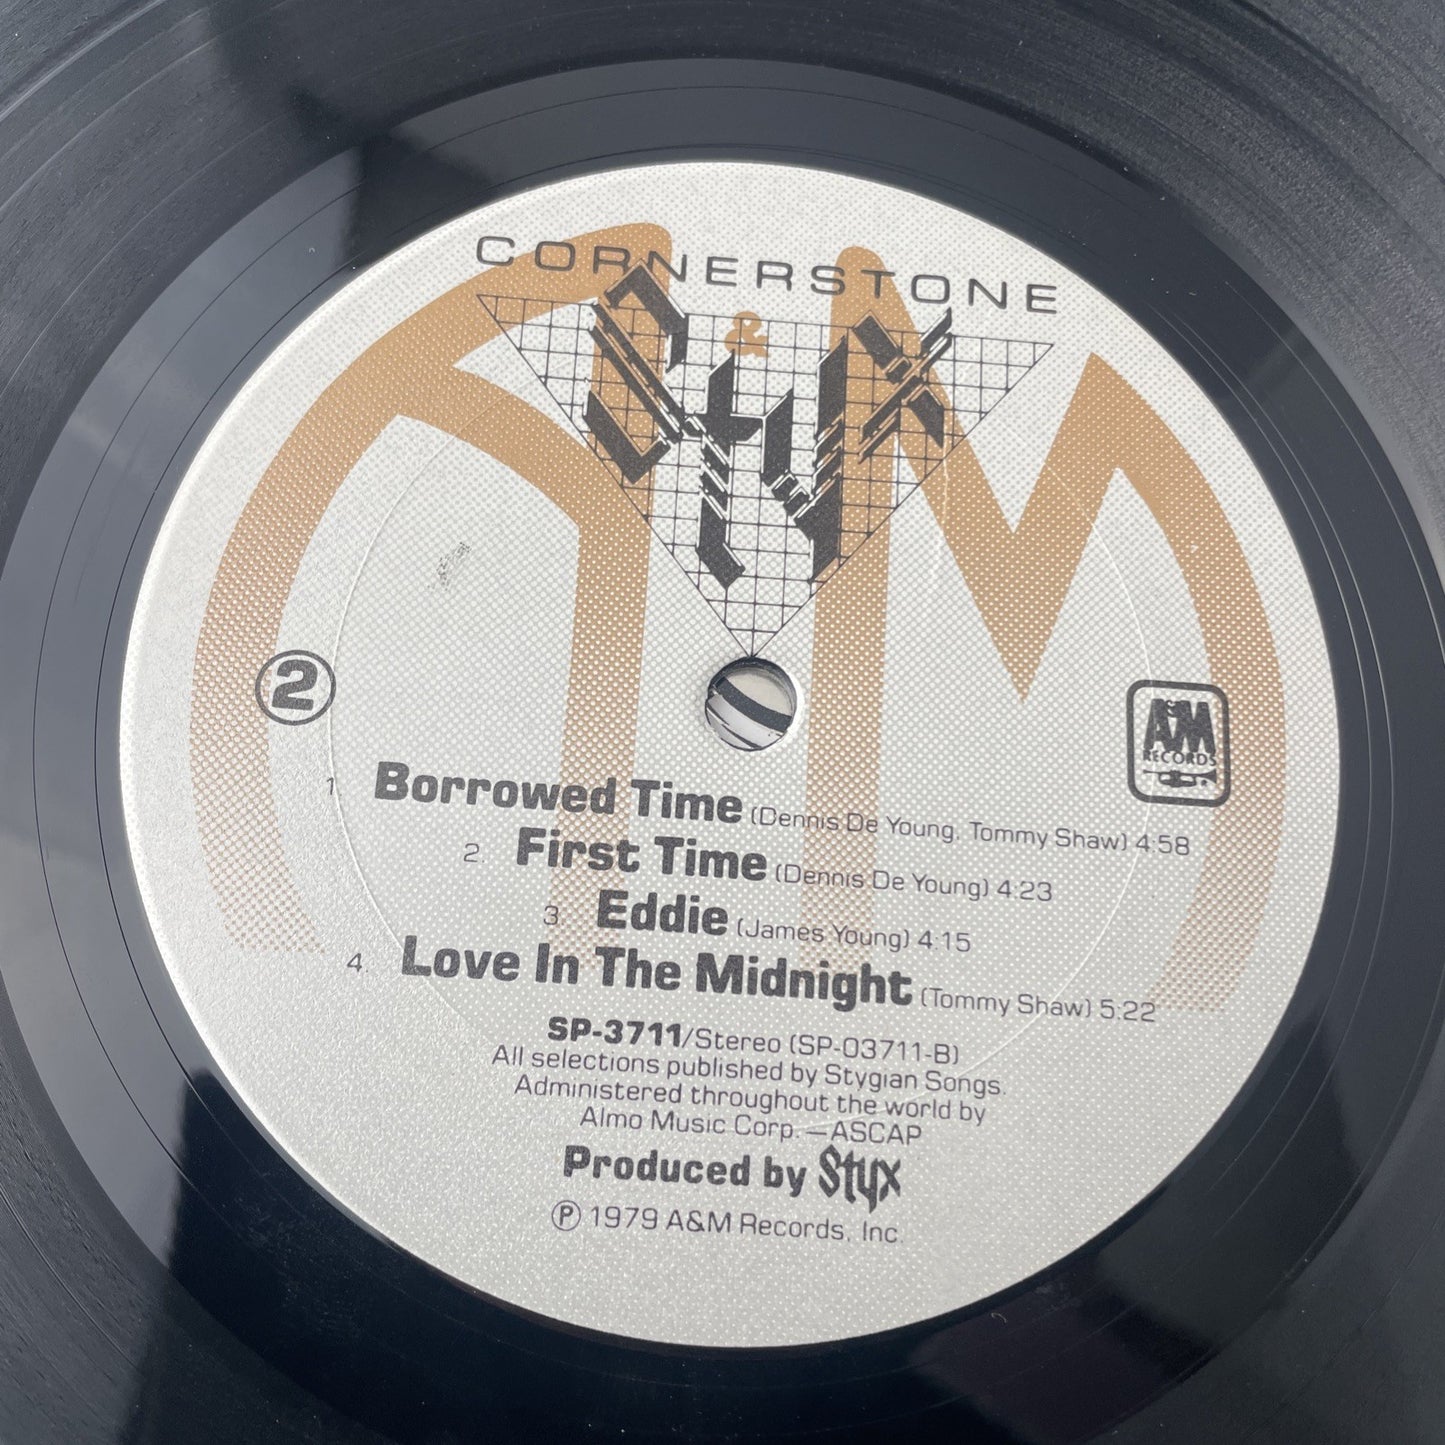 CORNERSTONE
&
Styx
2
A&M
RECORDS
1. Borrowed Time (Dennis De Young, Tommy Shaw) 4:58
2. First Time (Dennis De Young) 4:23
3. Eddie (James Young) 4:15
4. Love In The Midnight (Tommy Shaw) 5:22
SP-3711/Stereo (SP-03711-B)
All selections published by Stygian Songs.
Administered throughout the world by
Almo Music Corp.—ASCAP
Produced by Styx
Ⓟ 1979 A&M Records, Inc.